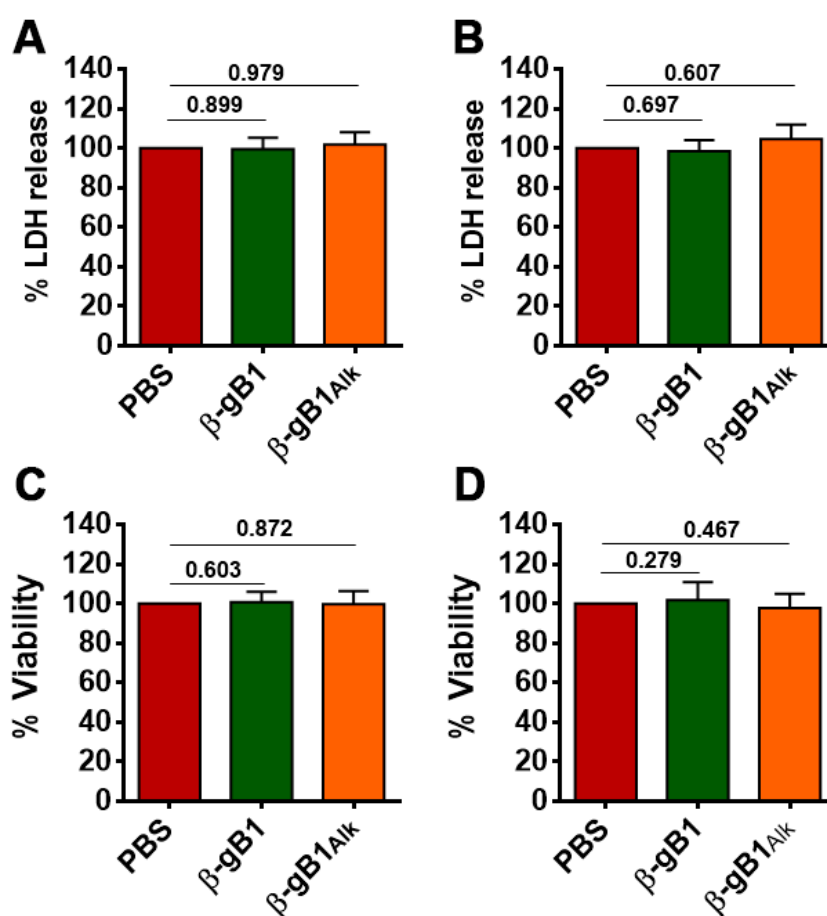 A
% LDH release
140
120
100
80
60
40
20
0
0.979
0.899
PBS
β-gB1
β-gB1Alk
B
% LDH release
140
120
100
80
60
40
20
0
0.607
0.697
PBS
β-gB1
β-gB1Alk
C
% Viability
140
120
100
80
60
40
20
0
0.872
0.603
PBS
β-gB1
β-gB1Alk
D
% Viability
140
120
100
80
60
40
20
0
0.467
0.279
PBS
β-gB1
β-gB1Alk